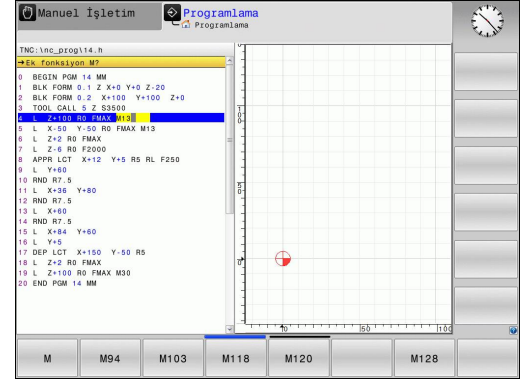 Manuel İşletim
Programlama
Programlama
TNC:\nc_prog\14.h
→Ek fonksiyon M?
0 BEGIN PGM 14 MM
1 BLK FORM 0.1 Z X+0 Y+0 Z-20
2 BLK FORM 0.2 X+100 Y+100 Z+0
3 TOOL CALL 5 Z S3500
4 L Z+100 R0 FMAX M13
5 L X-50 Y-50 R0 FMAX M13
6 L Z+2 R0 FMAX
7 L Z-6 R0 F2000
8 APPR LCT X+12 Y+5 R5 RL F250
9 L Y+60
10 RND R7.5
11 L X+36 Y+80
12 RND R7.5
13 L X+60
14 RND R7.5
15 L X+84 Y+60
16 L Y+5
17 DEP LCT X+150 Y-50 R5
18 L Z+2 R0 FMAX
19 L Z+100 R0 FMAX M30
20 END PGM 14 MM
100
50
0
0 50 100
M M94 M103 M118 M120 M128